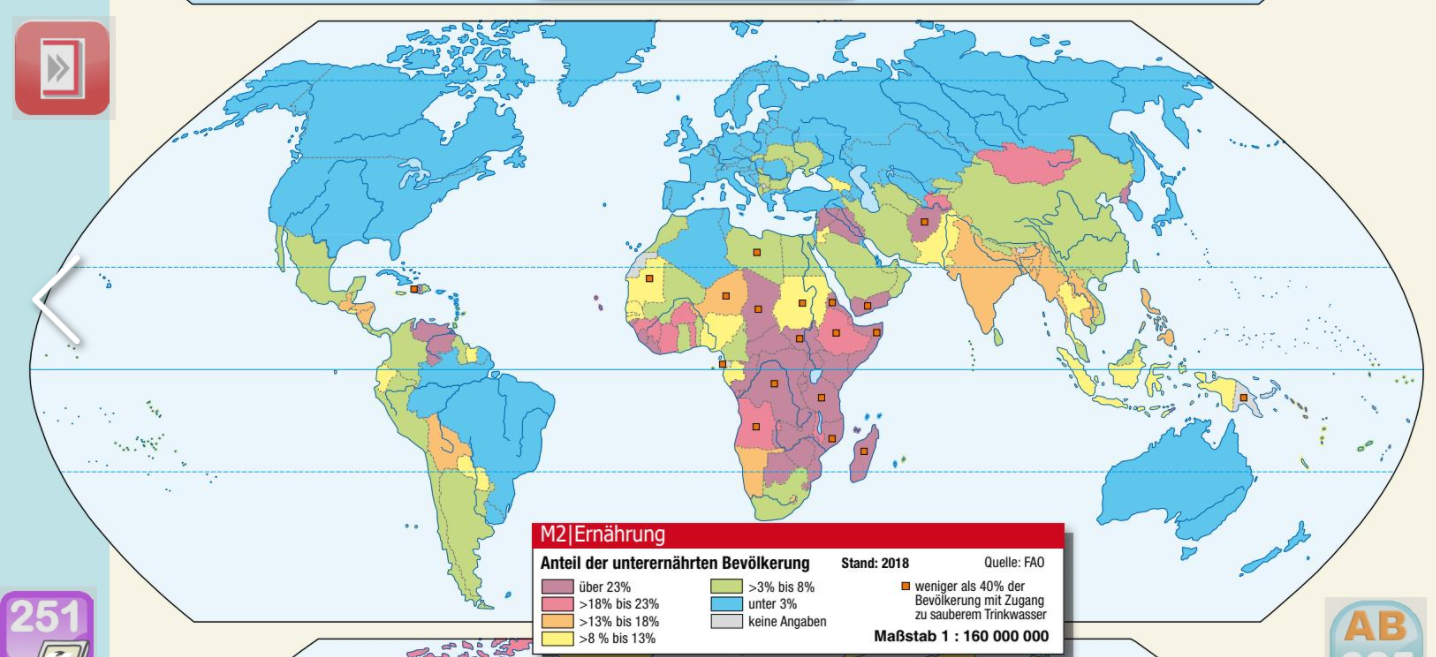 251
M2|Ernährung
Anteil der unterernährten Bevölkerung
Stand: 2018
Quelle: FAO
über 23%
>18% bis 23%
>13% bis 18%
>8 % bis 13%
>3% bis 8%
unter 3%
keine Angaben
weniger als 40% der
Bevölkerung mit Zugang
zu sauberem Trinkwasser
Maßstab 1 : 160 000 000
AB